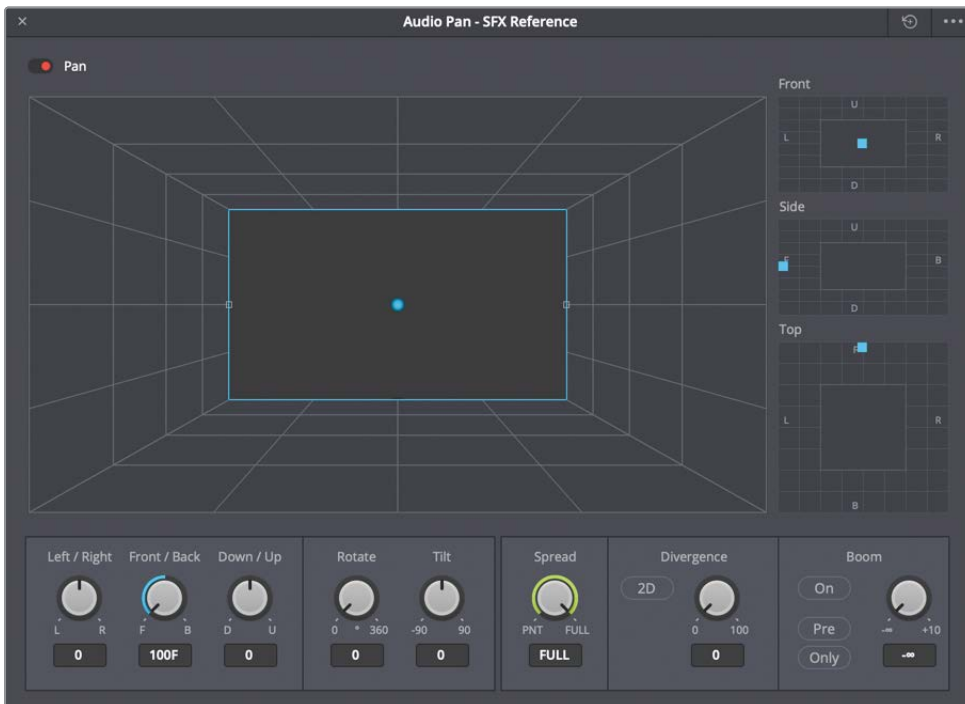 Audio Pan - SFX Reference
Pan
Front
U
L
R
D
Side
U
F
B
D
Top
F
L
R
B
Left / Right
Front / Back
Down / Up
Rotate
Tilt
Spread
Divergence
Boom
2D
On
Pre
Only
L R
F B
D U
0 ° 360
-90 90
PNT FULL
0 100
-∞ +10
0
100F
0
0
0
FULL
0
-∞